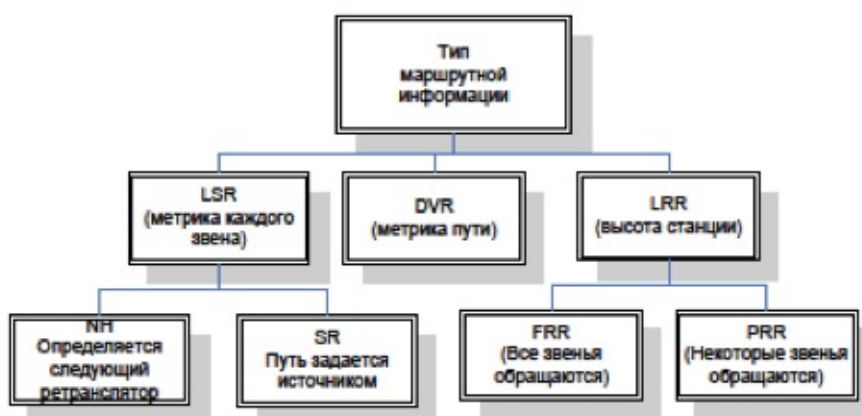 Тип
маршрутной
информации
LSR
(метрика каждого
звена)
DVR
(метрика пути)
LRR
(высота станции)
NH
Определяется
следующий
ретранслятор
SR
Путь задается
источником
FRR
(Все звенья
обращаются)
PRR
(Некоторые звенья
обращаются)